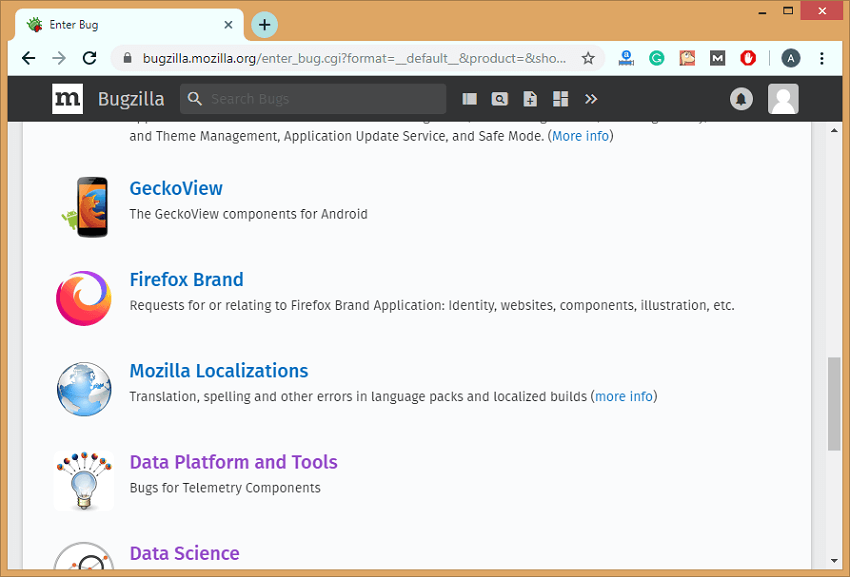 Enter Bug
bugzilla.mozilla.org/enter_bug.cgi?format=__default__&product=&sho...
A
m Bugzilla Search Bugs
and Theme Management, Application Update Service, and Safe Mode. (More info)
GeckoView
The GeckoView components for Android
Firefox Brand
Requests for or relating to Firefox Brand Application: Identity, websites, components, illustration, etc.
Mozilla Localizations
Translation, spelling and other errors in language packs and localized builds (more info)
Data Platform and Tools
Bugs for Telemetry Components
Data Science